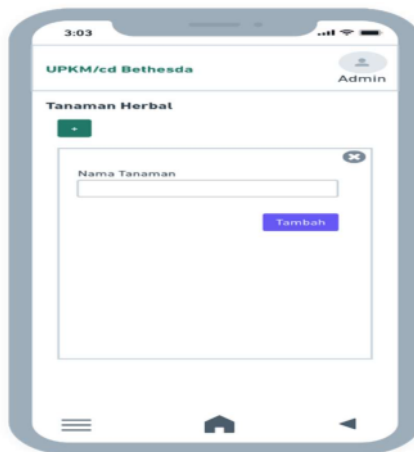 3:03
UPKM/cd Bethesda
Admin
Tanaman Herbal
+
Nama Tanaman
Tambah